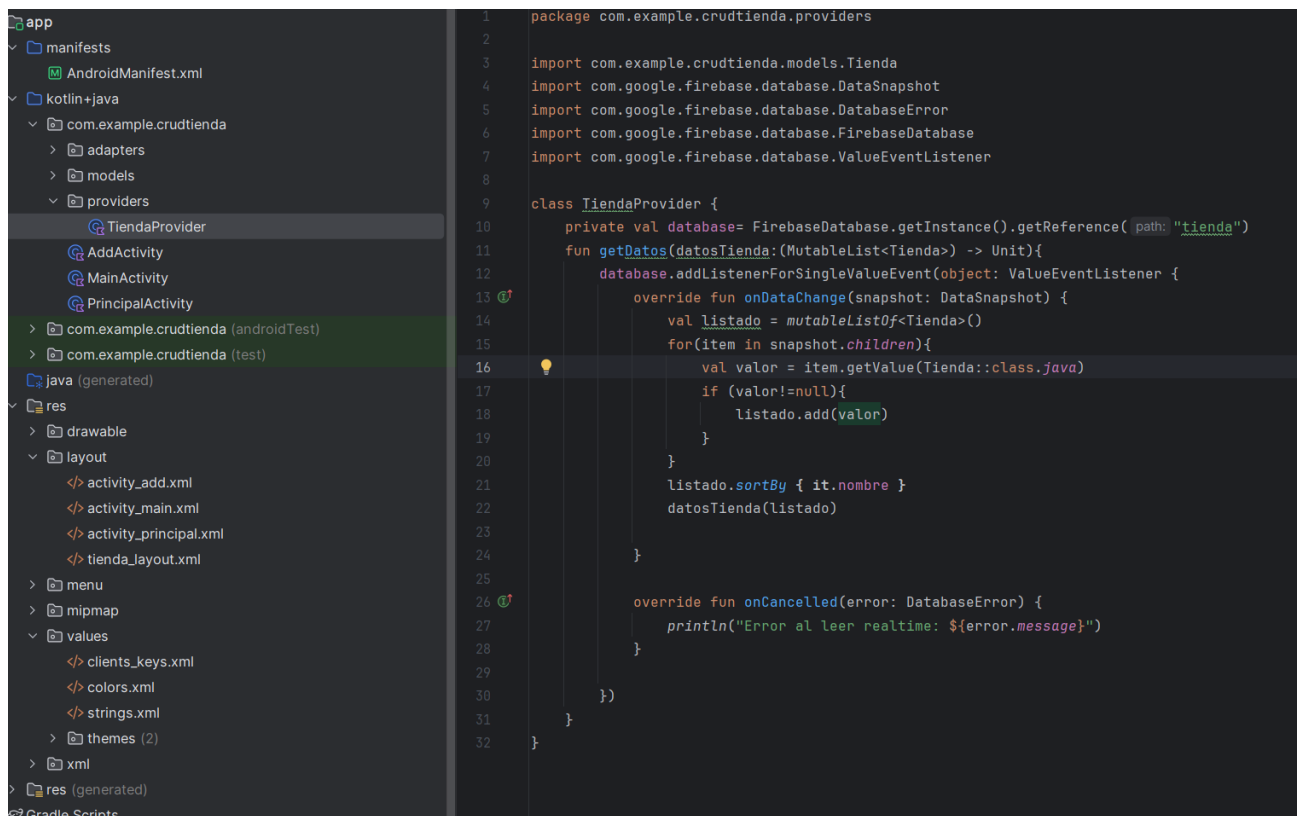 app
manifests
AndroidManifest.xml
kotlin+java
com.example.crudtienda
adapters
models
providers
TiendaProvider
AddActivity
MainActivity
PrincipalActivity
com.example.crudtienda (androidTest)
com.example.crudtienda (test)
java (generated)
res
drawable
layout
activity_add.xml
activity_main.xml
activity_principal.xml
tienda_layout.xml
menu
mipmap
values
clients_keys.xml
colors.xml
strings.xml
themes (2)
xml
res (generated)
Gradle Scripts
1 package com.example.crudtienda.providers
2
3 import com.example.crudtienda.models.Tienda
4 import com.google.firebase.database.DataSnapshot
5 import com.google.firebase.database.DatabaseError
6 import com.google.firebase.database.FirebaseDatabase
7 import com.google.firebase.database.ValueEventListener
8
9 class TiendaProvider {
10 private val database= FirebaseDatabase.getInstance().getReference( path: "tienda")
11 fun getDatos(datosTienda:(MutableList<Tienda>) -> Unit){
12 database.addListenerForSingleValueEvent(object: ValueEventListener {
13 override fun onDataChange(snapshot: DataSnapshot) {
14 val listado = mutableListOf<Tienda>()
15 for(item in snapshot.children){
16 val valor = item.getValue(Tienda::class.java)
17 if (valor!=null){
18 listado.add(valor)
19 }
20 }
21 listado.sortBy { it.nombre }
22 datosTienda(listado)
23
24 }
25
26 override fun onCancelled(error: DatabaseError) {
27 println("Error al leer realtime: ${error.message}")
28 }
29
30 })
31 }
32 }